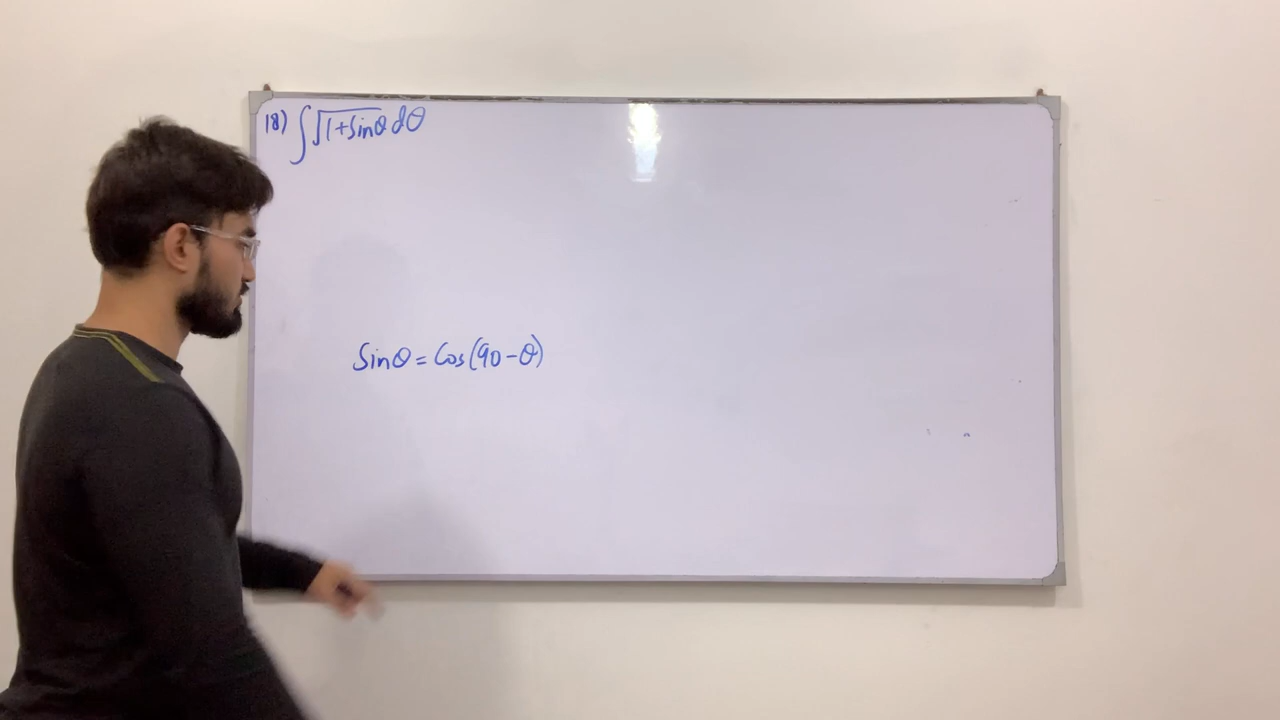 18) ∫√(1+sinθ) dθ
Sinθ = Cos(90-θ)